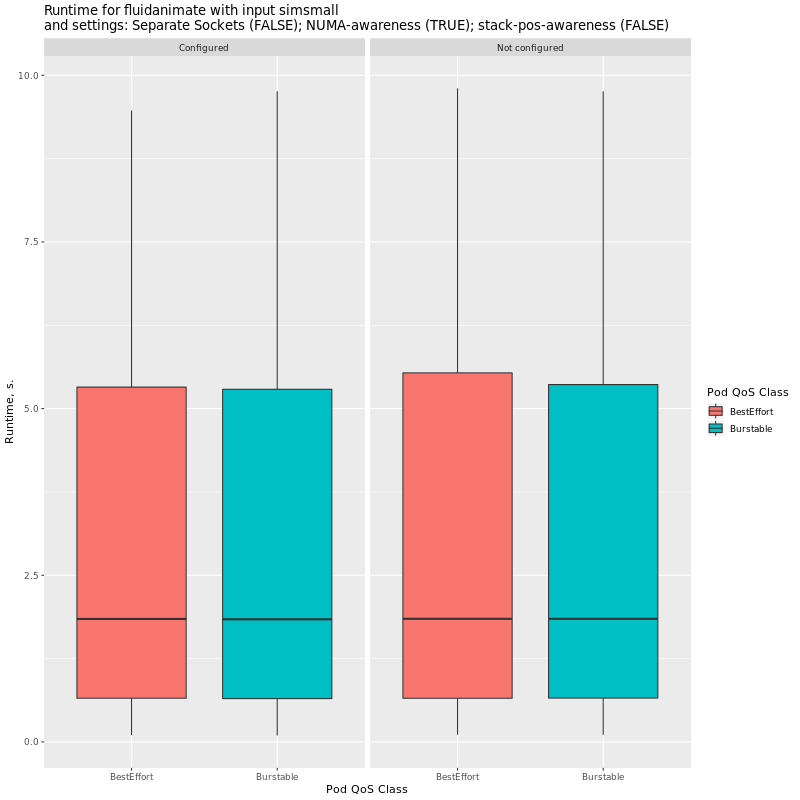 Runtime for fluidanimate with input simsmall
and settings: Separate Sockets (FALSE); NUMA-awareness (TRUE); stack-pos-awareness (FALSE)
Configured
Not configured
10.0
7.5
5.0
2.5
0.0
Runtime, s.
BestEffort
Burstable
BestEffort
Burstable
Pod QoS Class
Pod QoS Class
BestEffort
Burstable